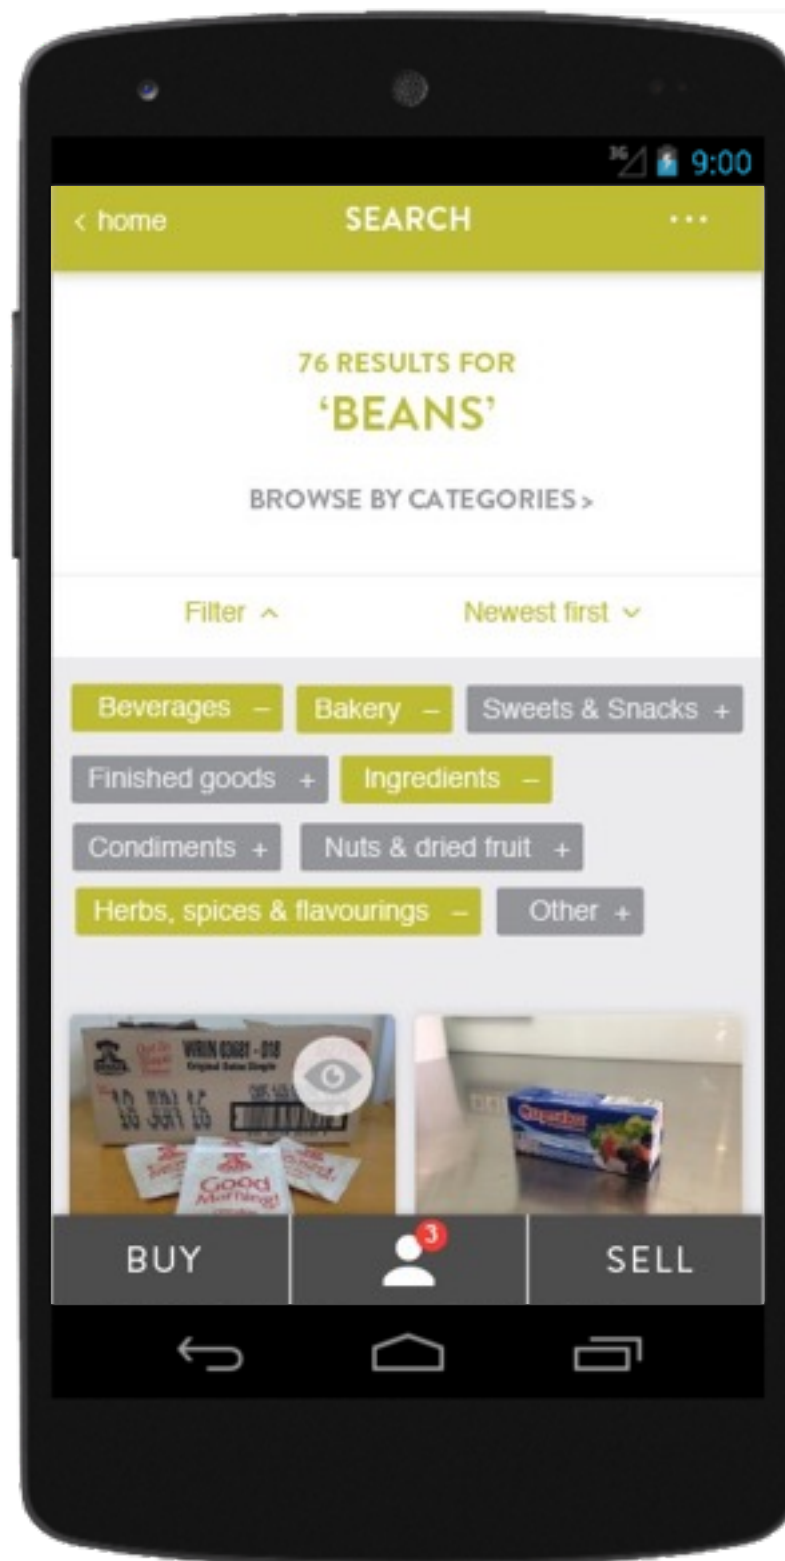 3G 9:00
< home SEARCH ...
76 RESULTS FOR
‘BEANS’
BROWSE BY CATEGORIES >
Filter Newest first
Beverages – Bakery – Sweets & Snacks +
Finished goods + Ingredients –
Condiments + Nuts & dried fruit +
Herbs, spices & flavourings – Other +
Good
Morning!
3
BUY SELL